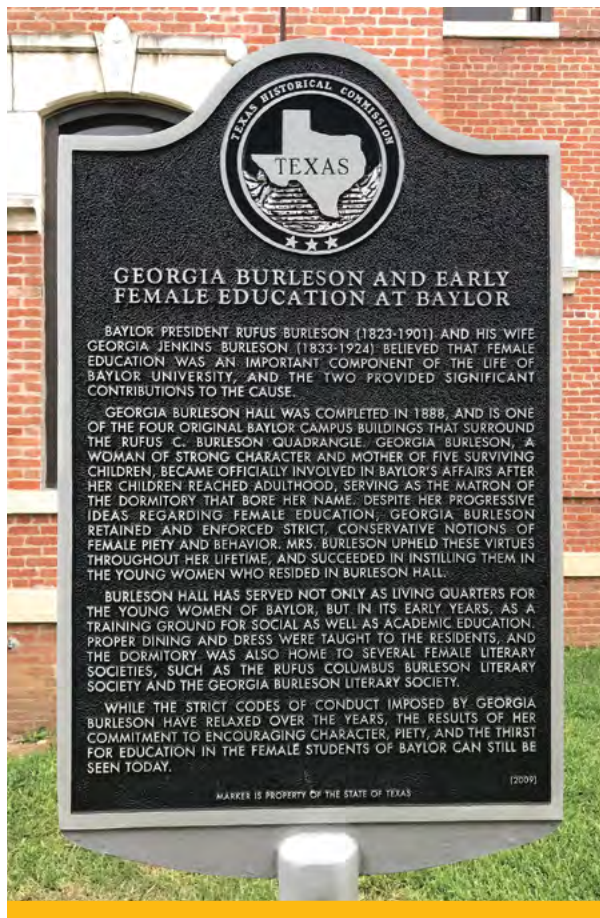 TEXAS HISTORICAL COMMISSION
TEXAS
GEORGIA BURLESON AND EARLY
FEMALE EDUCATION AT BAYLOR
BAYLOR PRESIDENT RUFUS BURLESON (1823-1901) AND HIS WIFE
GEORGIA JENKINS BURLESON (1833-1924) BELIEVED THAT FEMALE
EDUCATION WAS AN IMPORTANT COMPONENT OF THE LIFE OF
BAYLOR UNIVERSITY, AND THE TWO PROVIDED SIGNIFICANT
CONTRIBUTIONS TO THE CAUSE.
GEORGIA BURLESON HALL WAS COMPLETED IN 1888, AND IS ONE
OF THE FOUR ORIGINAL BAYLOR CAMPUS BUILDINGS THAT SURROUND
THE RUFUS C. BURLESON QUADRANGLE. GEORGIA BURLESON, A
WOMAN OF STRONG CHARACTER AND MOTHER OF FIVE SURVIVING
CHILDREN, BECAME OFFICIALLY INVOLVED IN BAYLOR'S AFFAIRS AFTER
HER CHILDREN REACHED ADULTHOOD, SERVING AS THE MATRON OF
THE DORMITORY THAT BORE HER NAME. DESPITE HER PROGRESSIVE
IDEAS REGARDING FEMALE EDUCATION, GEORGIA BURLESON
RETAINED AND ENFORCED STRICT, CONSERVATIVE NOTIONS OF
FEMALE PIETY AND BEHAVIOR. MRS. BURLESON UPHELD THESE VIRTUES
THROUGHOUT HER LIFETIME, AND SUCCEEDED IN INSTILLING THEM IN
THE YOUNG WOMEN WHO RESIDED IN BURLESON HALL.
BURLESON HALL HAS SERVED NOT ONLY AS LIVING QUARTERS FOR
THE YOUNG WOMEN OF BAYLOR, BUT IN ITS EARLY YEARS, AS A
TRAINING GROUND FOR SOCIAL AS WELL AS ACADEMIC EDUCATION.
PROPER DINING AND DRESS WERE TAUGHT TO THE RESIDENTS, AND
THE DORMITORY WAS ALSO HOME TO SEVERAL FEMALE LITERARY
SOCIETIES, SUCH AS THE RUFUS COLUMBUS BURLESON LITERARY
SOCIETY AND THE GEORGIA BURLESON LITERARY SOCIETY.
WHILE THE STRICT CODES OF CONDUCT IMPOSED BY GEORGIA
BURLESON HAVE RELAXED OVER THE YEARS, THE RESULTS OF HER
COMMITMENT TO ENCOURAGING CHARACTER, PIETY, AND THE THIRST
FOR EDUCATION IN THE FEMALE STUDENTS OF BAYLOR CAN STILL BE
SEEN TODAY.
[2009]
MARKER IS PROPERTY OF THE STATE OF TEXAS